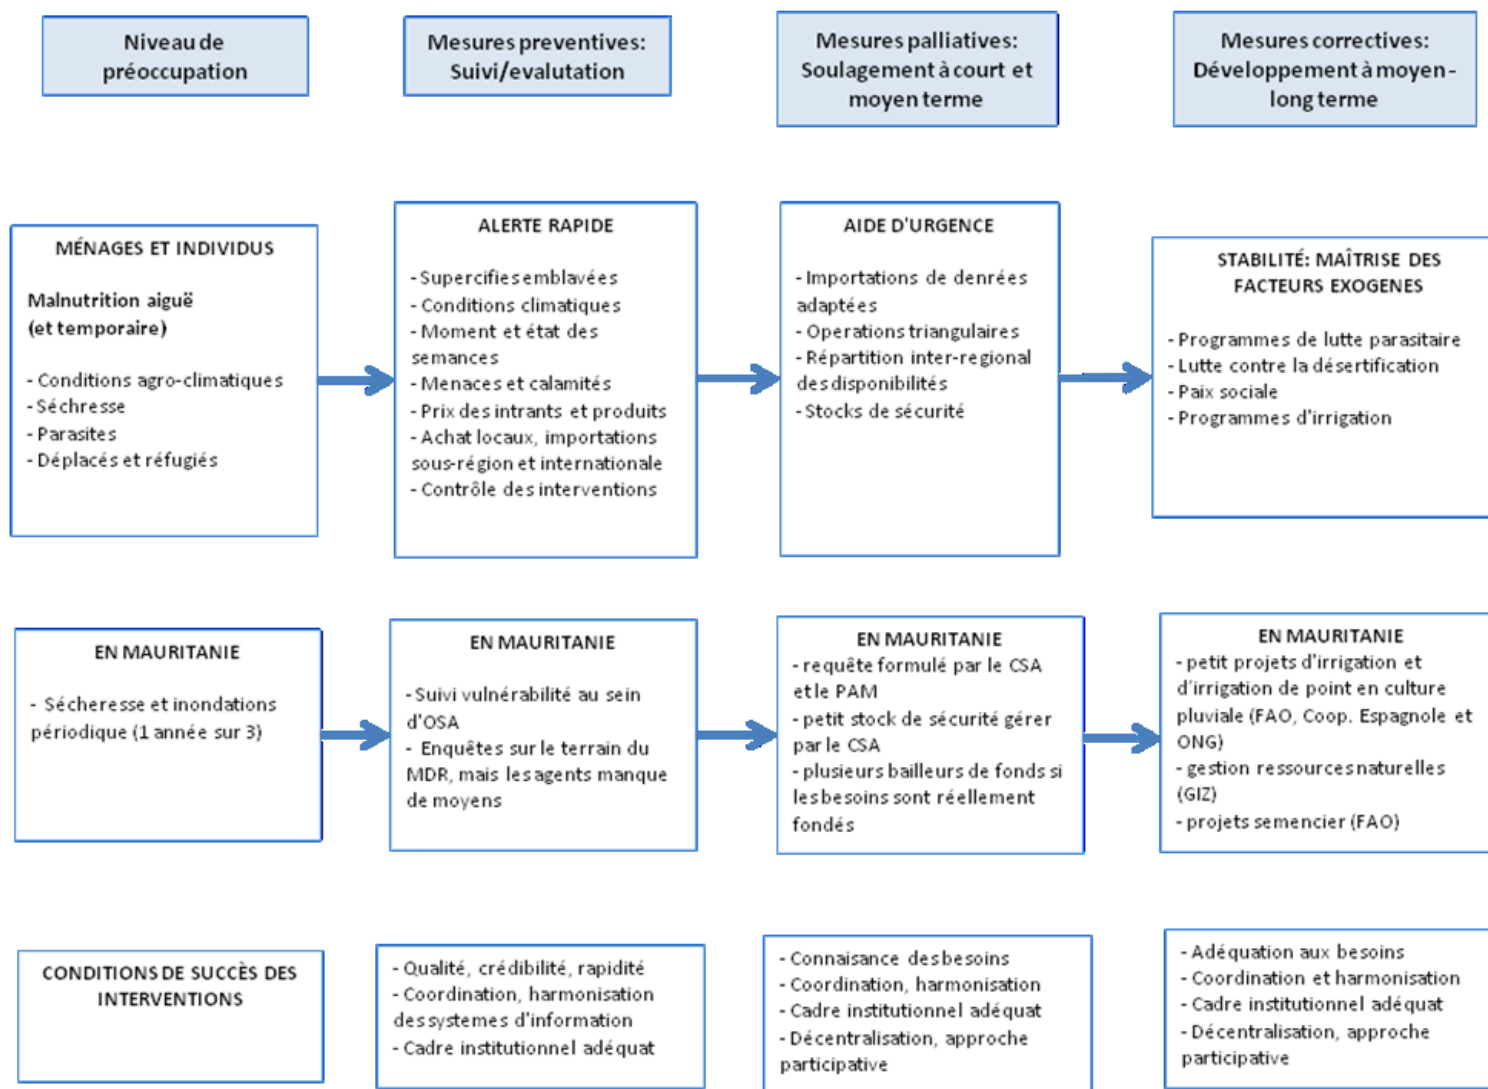 Niveau de
préoccupation
Mesures preventives:
Suivi/evalutation
Mesures palliatives:
Soulagement à court et
moyen terme
Mesures correctives:
Développement à moyen-
long terme
MÉNAGES ET INDIVIDUS
Malnutrition aiguë
(et temporaire)
- Conditions agro-climatiques
- Séchresse
- Parasites
- Déplacés et réfugiés
ALERTE RAPIDE
- Supercifies emblavées
- Conditions climatiques
- Moment et état des
semances
- Menaces et calamités
- Prix des intrants et produits
- Achat locaux, importations
sous-région et internationale
- Contrôle des interventions
AIDE D'URGENCE
- Importations de denrées
adaptées
- Operations triangulaires
- Répartition inter-regional
des disponibilités
- Stocks de sécurité
STABILITÉ: MAÎTRISE DES
FACTEURS EXOGENES
- Programmes de lutte parasitaire
- Lutte contre la désertification
- Paix sociale
- Programmes d'irrigation
EN MAURITANIE
- Sécheresse et inondations
périodique (1 année sur 3)
EN MAURITANIE
- Suivi vulnérabilité au sein
d'OSA
- Enquêtes sur le terrain du
MDR, mais les agents manque
de moyens
EN MAURITANIE
- requête formulé par le CSA
et le PAM
- petit stock de sécurité gérer
par le CSA
- plusieurs bailleurs de fonds si
les besoins sont réellement
fondés
EN MAURITANIE
- petit projets d'irrigation et
d'irrigation de point en culture
pluviale (FAO, Coop. Espagnole et
ONG)
- gestion ressources naturelles
(GIZ)
- projets semencier (FAO)
CONDITIONS DE SUCCÈS DES
INTERVENTIONS
- Qualité, crédibilité, rapidité
- Coordination, harmonisation
des systemes d'information
- Cadre institutionnel adéquat
- Connaisance des besoins
- Coordination, harmonisation
- Cadre institutionnel adéquat
- Décentralisation, approche
participative
- Adéquation aux besoins
- Coordination et harmonisation
- Cadre institutionnel adéquat
- Décentralisation, approche
participative